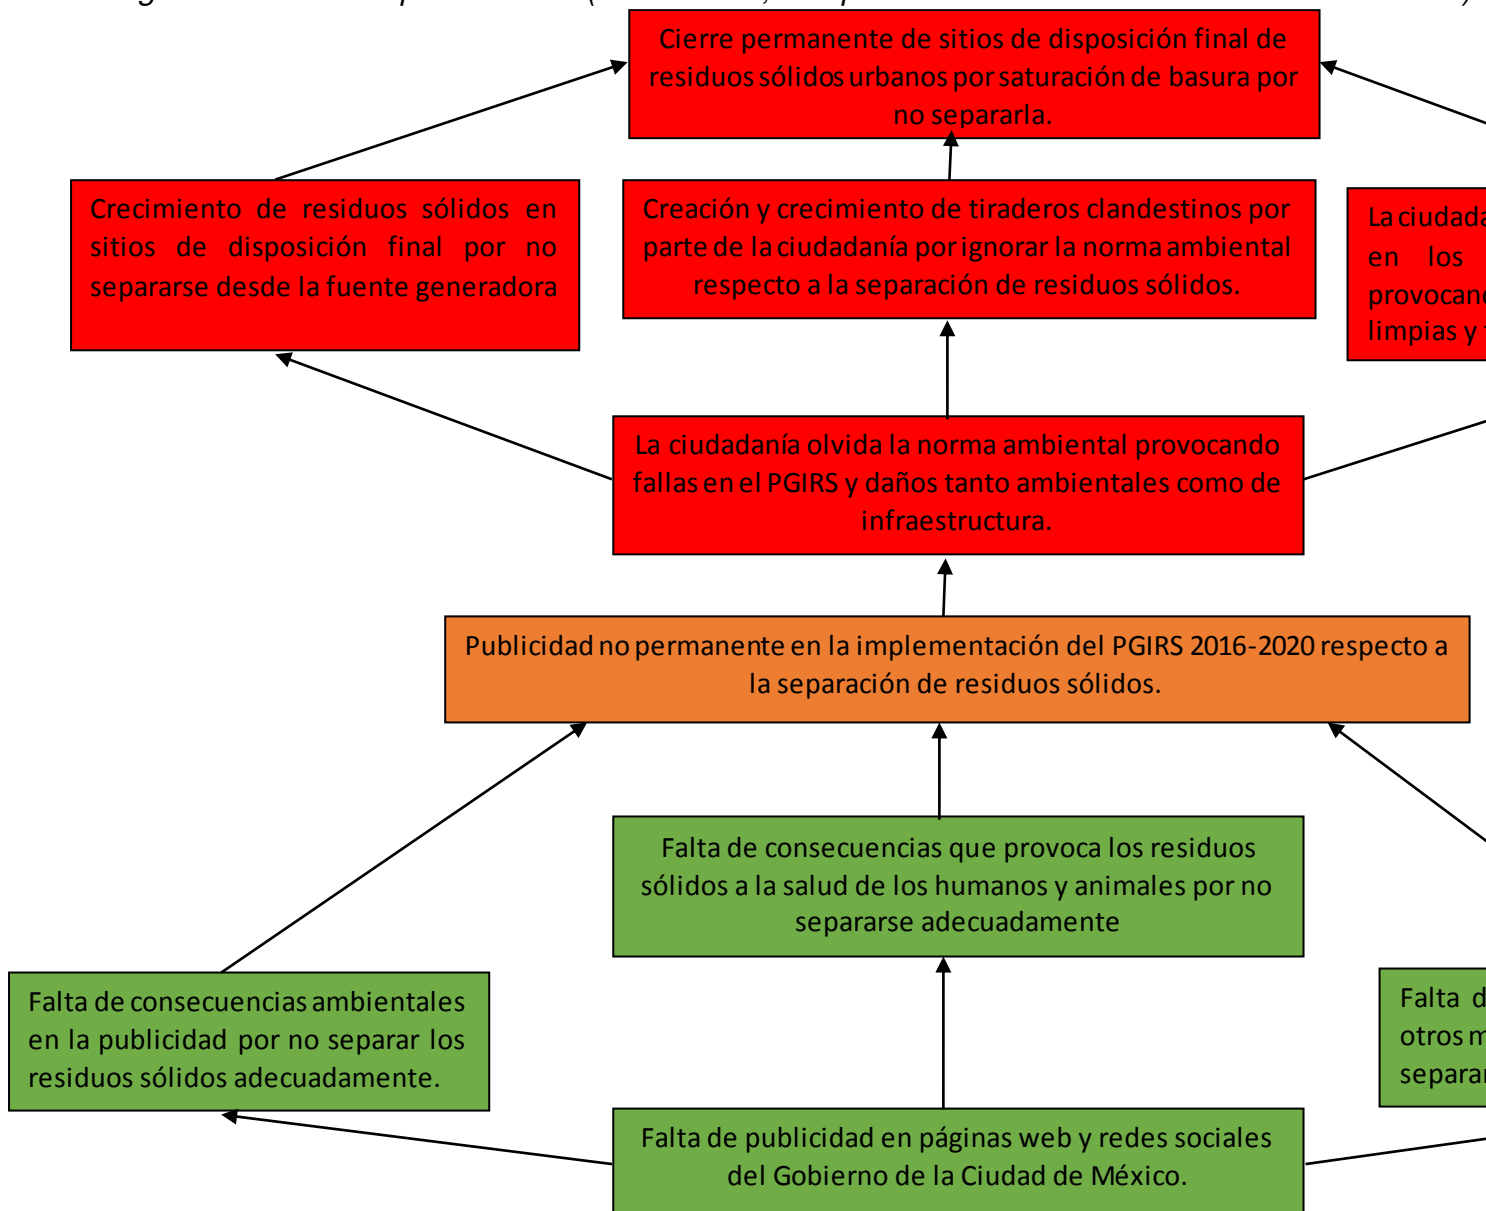 Cierre permanente de sitios de disposición final de
residuos sólidos urbanos por saturación de basura por
no separarla.
Crecimiento de residuos sólidos en
sitios de disposición final por no
separarse desde la fuente generadora
Creación y crecimiento de tiraderos clandestinos por
parte de la ciudadanía por ignorar la norma ambiental
respecto a la separación de residuos sólidos.
La
en los
limpias y
La ciudadanía olvida la norma ambiental provocando
fallas en el PGIRS y daños tanto ambientales como de
infraestructura.
Publicidad no permanente en la implementación del PGIRS 2016-2020 respecto a
la separación de residuos sólidos.
Falta de consecuencias que provoca los residuos
sólidos a la salud de los humanos y animales por no
separarse adecuadamente
Falta de consecuencias ambientales
en la publicidad por no separar los
residuos sólidos adecuadamente.
Falta
otros
Falta de publicidad en páginas web y redes sociales
del Gobierno de la Ciudad de México.